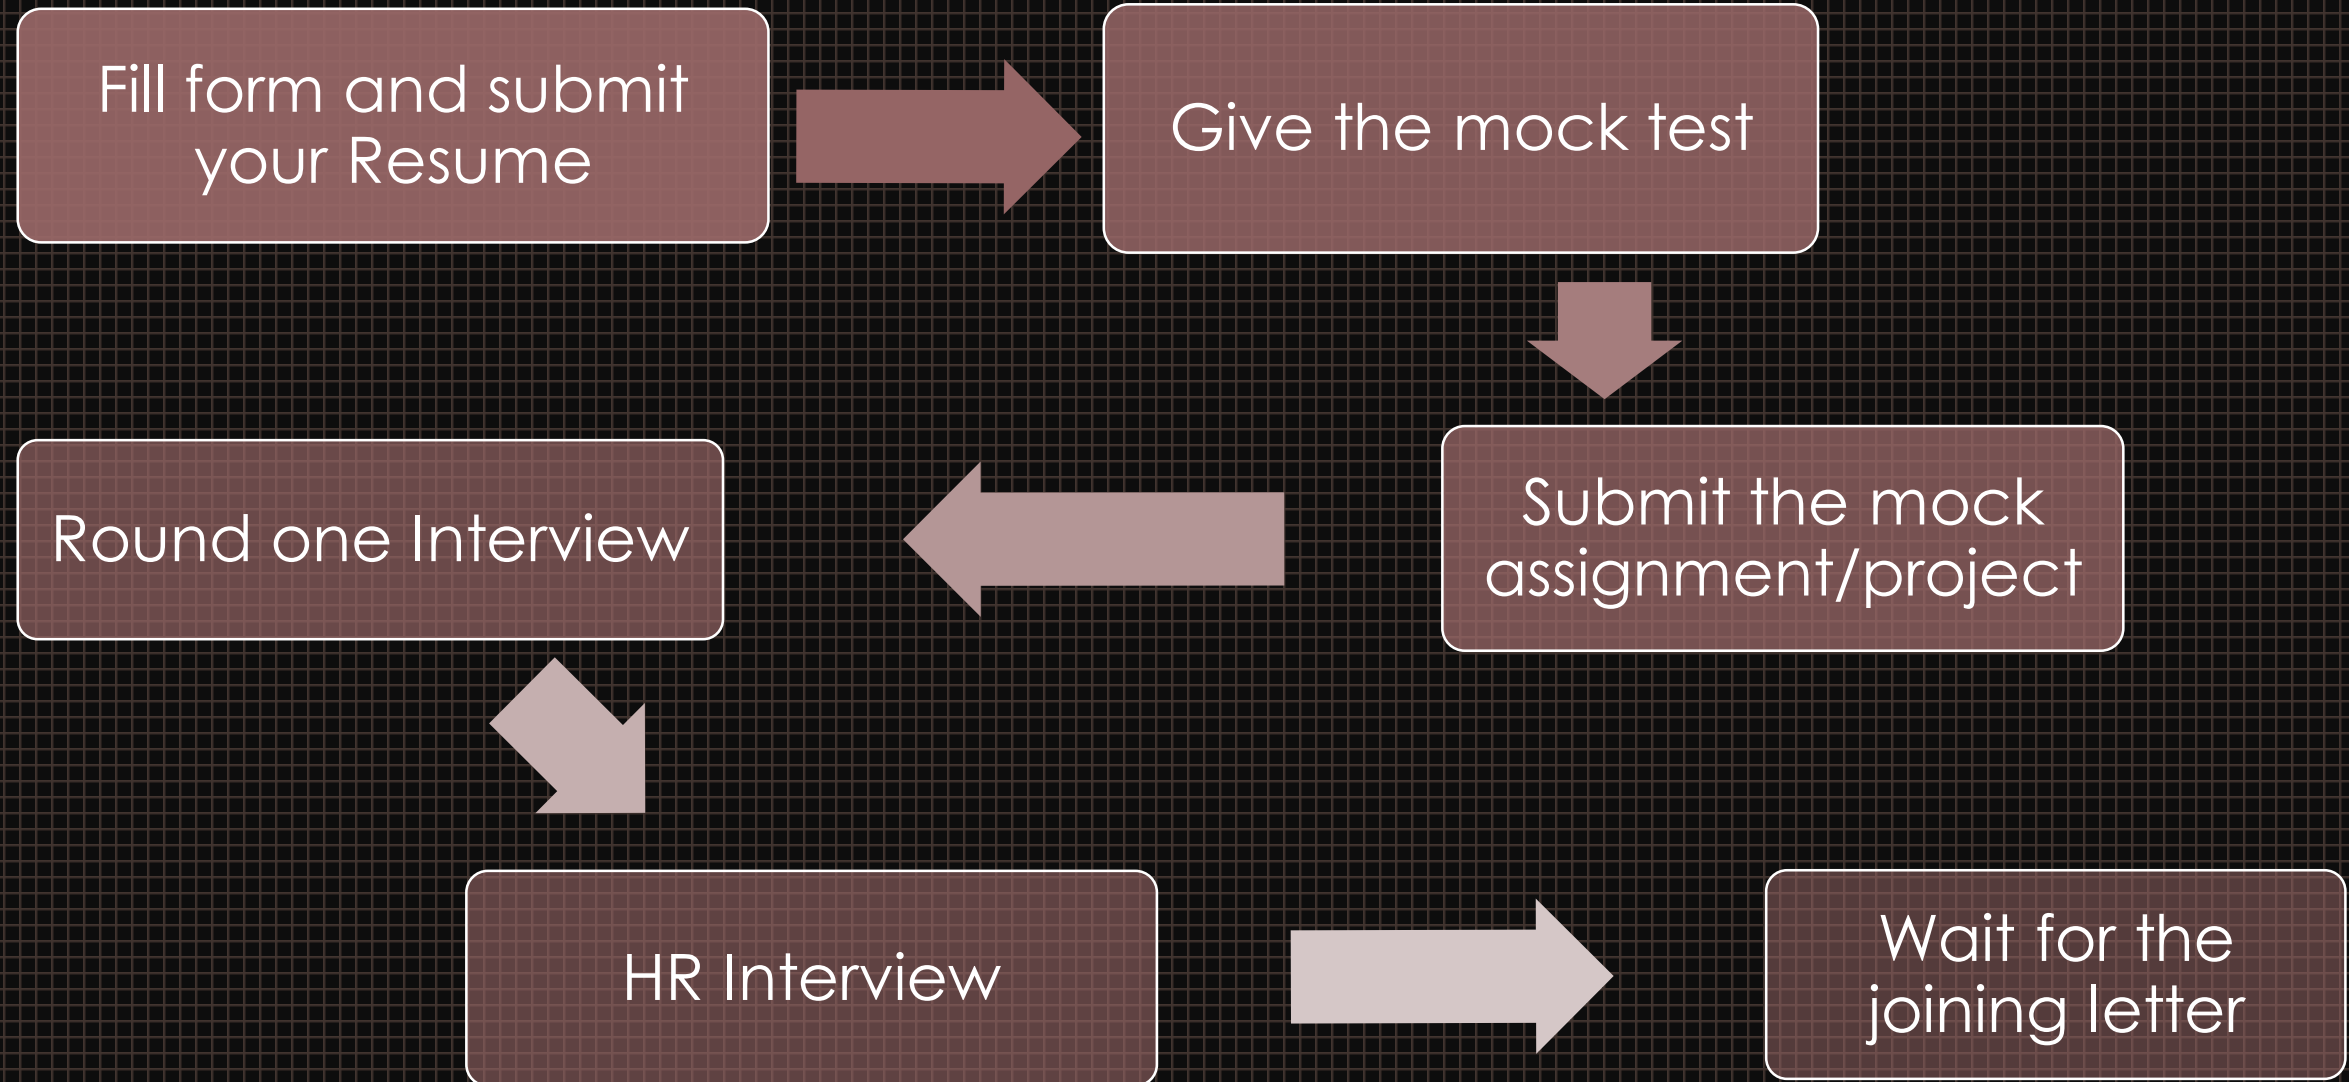 Fill form and submit
your Resume
Give the mock test
Submit the mock
assignment/project
Round one Interview
HR Interview
Wait for the
joining letter